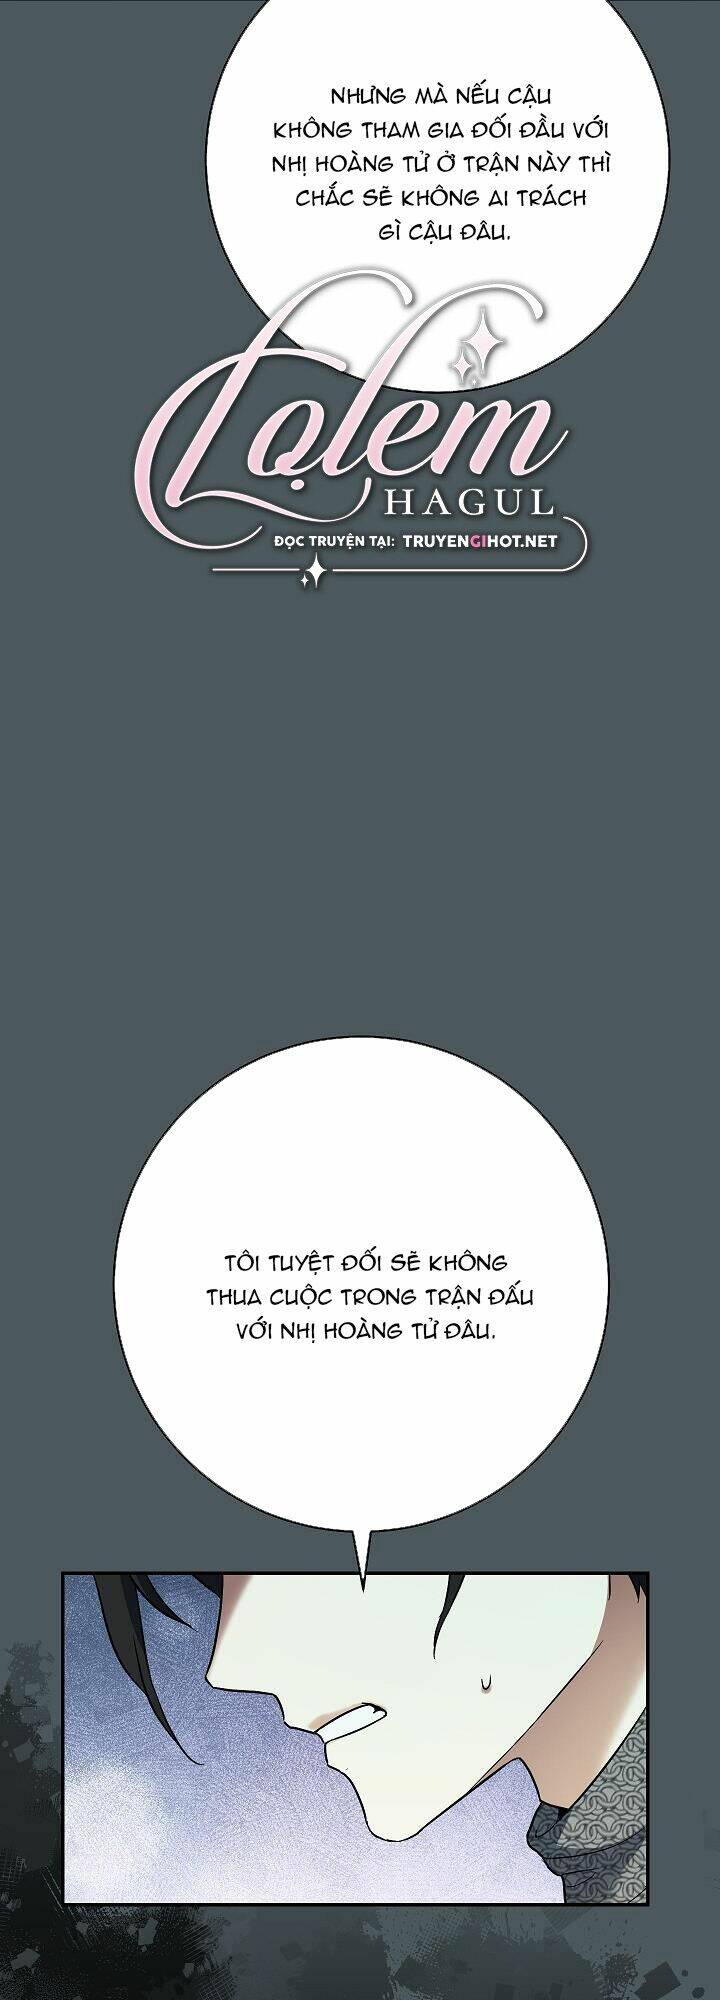 NHƯNG MÀ NẾU CẬU
KHÔNG THAM GIA ĐỐI ĐẦU VỚI
NHỊ HOÀNG TỬ Ở TRẬN NÀY THÌ
CHẮC SẼ KHÔNG AI TRÁCH
GÌ CẬU ĐÂU.
Lọlem
HAGUL
ĐỌC TRUYỆN TẠI: TRUYENGIHOT.NET
TÔI TUYỆT ĐỐI SẼ KHÔNG
THUA CUỘC TRONG TRẬN ĐẤU
VỚI NHỊ HOÀNG TỬ ĐÂU.